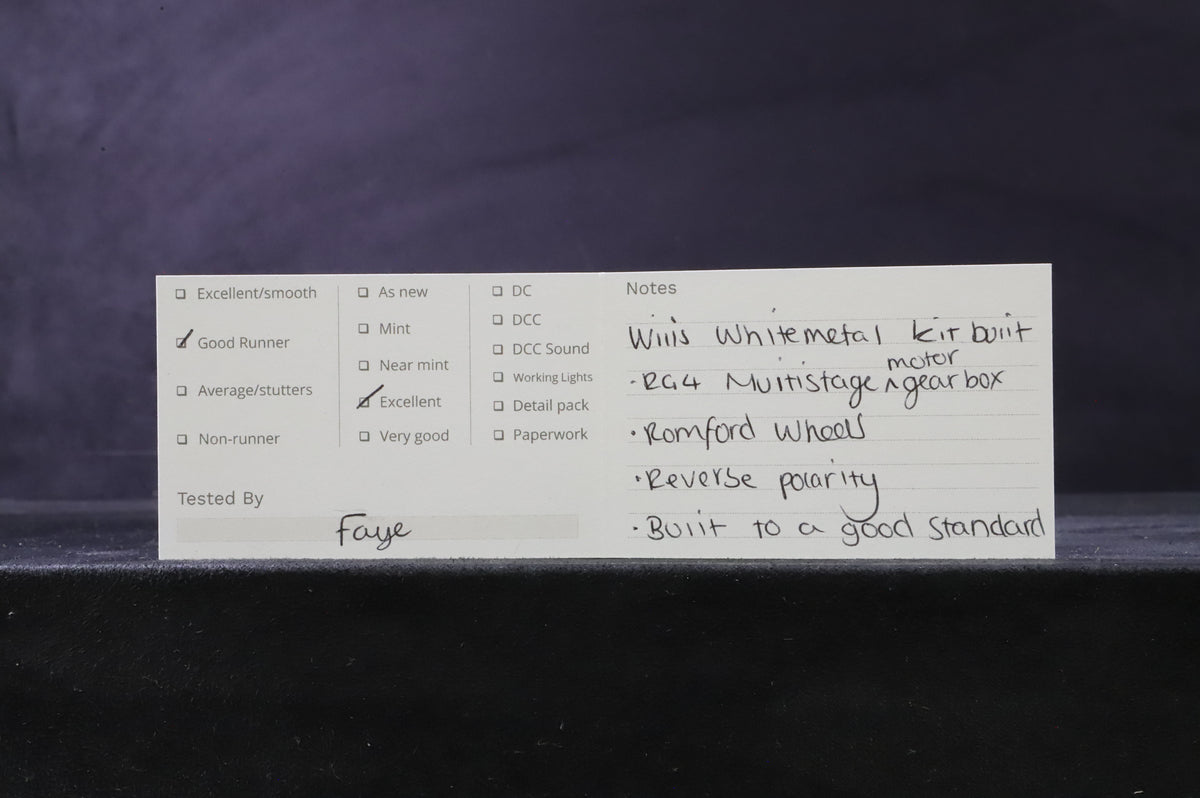 Excellent/smooth
Good Runner
Average/stutters
Non-runner
As new
Mint
Near mint
Excellent
Very good
DC
DCC
DCC Sound
Working Lights
Detail pack
Paperwork
Tested By
Faye
Notes
Wills Whitemetal kit built
· RG4 Multistage ^ motor gearbox
· Romford Wheels
· Reverse polarity
· Built to a good standard